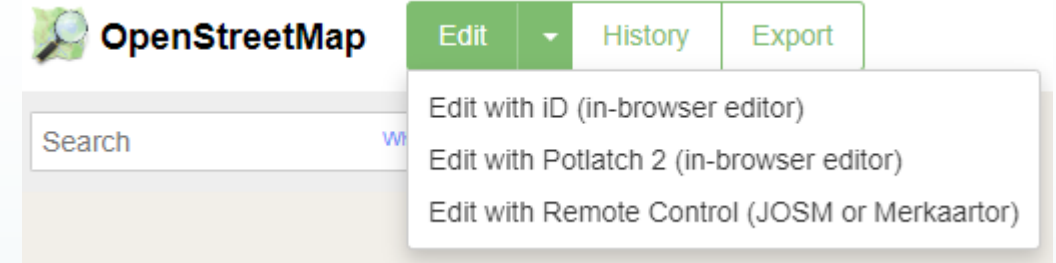 OpenStreetMap Edit History Export
Edit with iD (in-browser editor)
Search
Edit with Potlatch 2 (in-browser editor)
Edit with Remote Control (JOSM or Merkaartor)